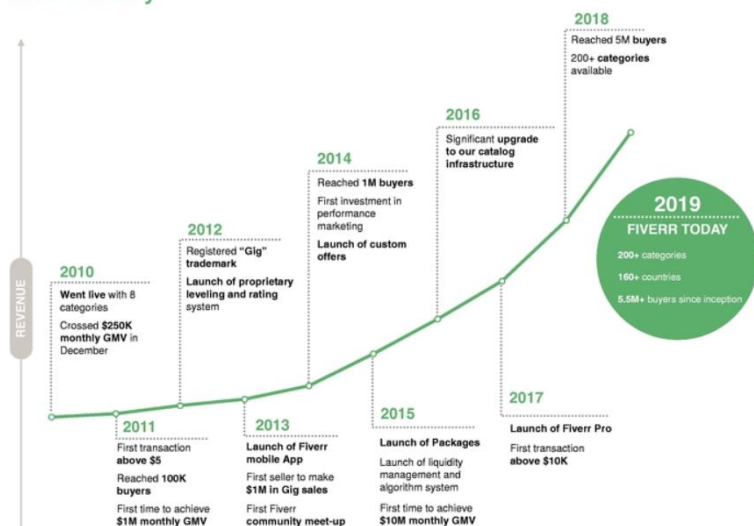 2018
Reached 5M buyers
200+ categories
available
2016
Significant upgrade
to our catalog
infrastructure
2014
Reached 1M buyers
First investment in
performance
marketing
Launch of custom
offers
2012
Registered "Gig"
trademark
Launch of proprietary
leveling and rating
system
2010
Went live with 8
categories
Crossed $250K
monthly GMV in
December
REVENUE
2019
FIVERR TODAY
200+ categories
160+ countries
5.5M+ buyers since inception
2011
First transaction
above $5
Reached 100K
buyers
First time to achieve
$1M monthly GMV
2013
Launch of Fiverr
mobile App
First seller to make
$1M in Gig sales
First Fiverr
community meet-up
2015
Launch of Packages
Launch of liquidity
management and
algorithm system
First time to achieve
$10M monthly GMV
2017
Launch of Fiverr Pro
First transaction
above $10K